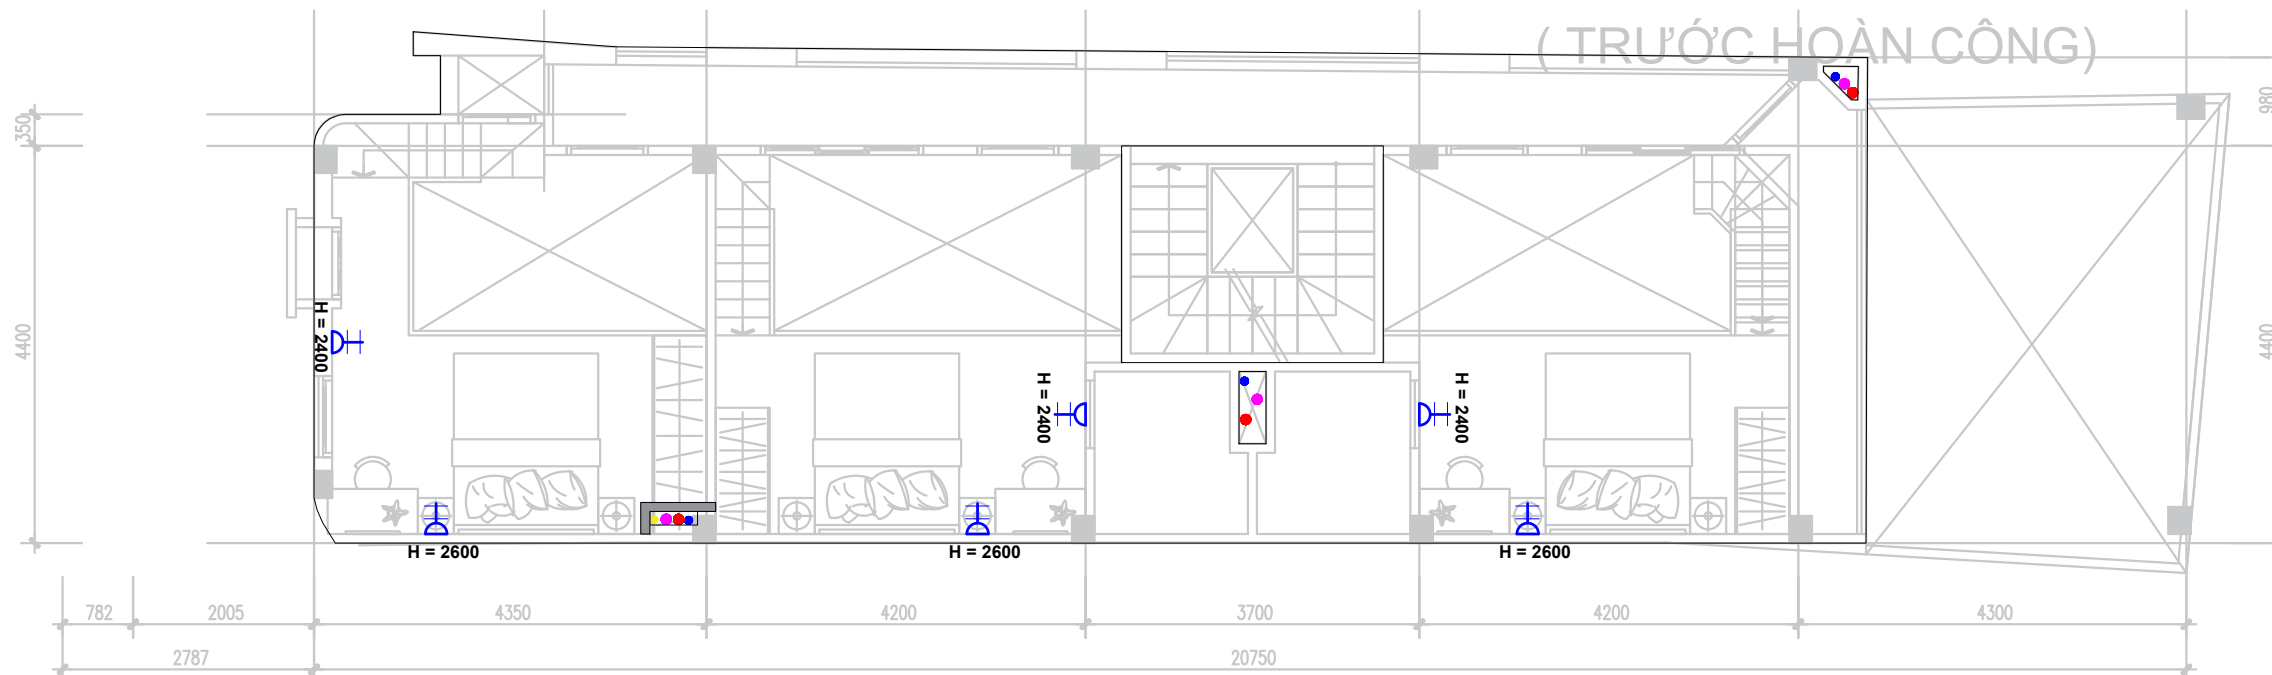 ( TRƯỚC HOÀN CÔNG)
350
980
4400
4400
H = 2400
H = 2400
H = 2400
H = 2600
H = 2600
H = 2600
782
2005
4350
4200
3700
4200
4300
2787
20750